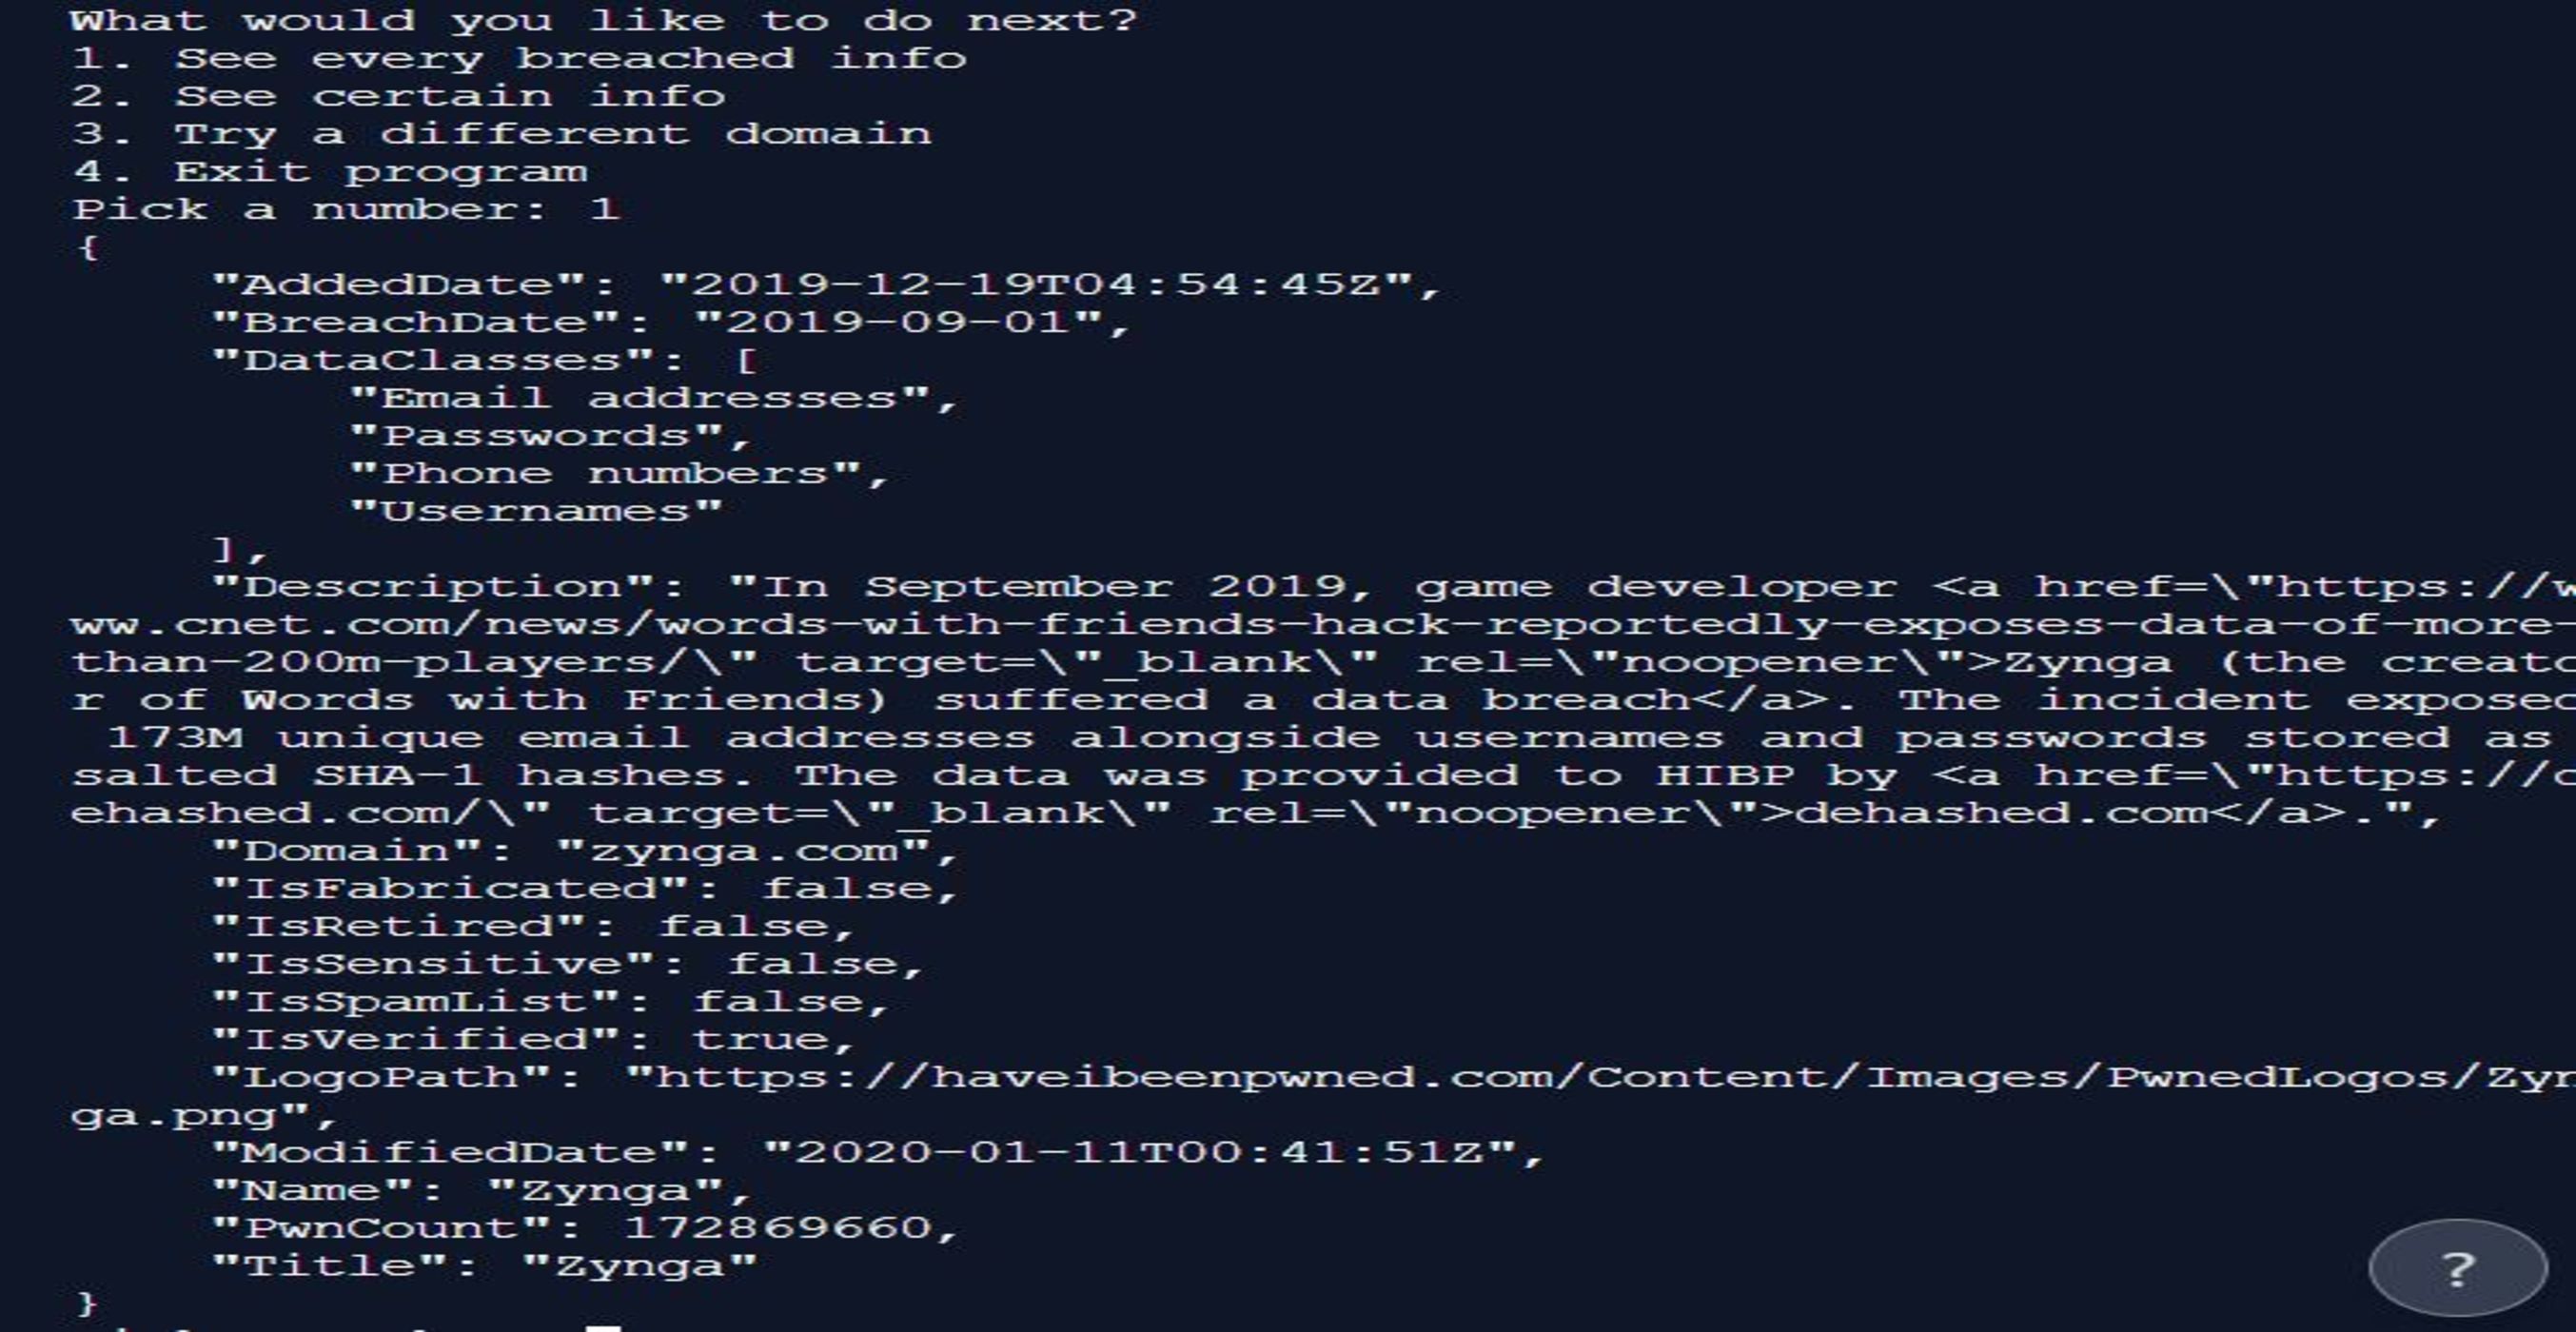 What would you like to do next?
1. See every breached info
2. See certain info
3. Try a different domain
4. Exit program
Pick a number: 1
{
    "AddedDate": "2019-12-19T04:54:45Z",
    "BreachDate": "2019-09-01",
    "DataClasses": [
        "Email addresses",
        "Passwords",
        "Phone numbers",
        "Usernames"
    ],
    "Description": "In September 2019, game developer <a href=\"https://w
ww.cnet.com/news/words-with-friends-hack-reportedly-exposes-data-of-more-
than-200m-players/\" target=\"_blank\" rel=\"noopener\">Zynga (the creato
r of Words with Friends) suffered a data breach</a>. The incident exposed
 173M unique email addresses alongside usernames and passwords stored as
salted SHA-1 hashes. The data was provided to HIBP by <a href=\"https://d
ehashed.com/\" target=\"_blank\" rel=\"noopener\">dehashed.com</a>.",
    "Domain": "zynga.com",
    "IsFabricated": false,
    "IsRetired": false,
    "IsSensitive": false,
    "IsSpamList": false,
    "IsVerified": true,
    "LogoPath": "https://haveibeenpwned.com/Content/Images/PwnedLogos/Zyn
ga.png",
    "ModifiedDate": "2020-01-11T00:41:51Z",
    "Name": "Zynga",
    "PwnCount": 172869660,
    "Title": "Zynga"
}
?